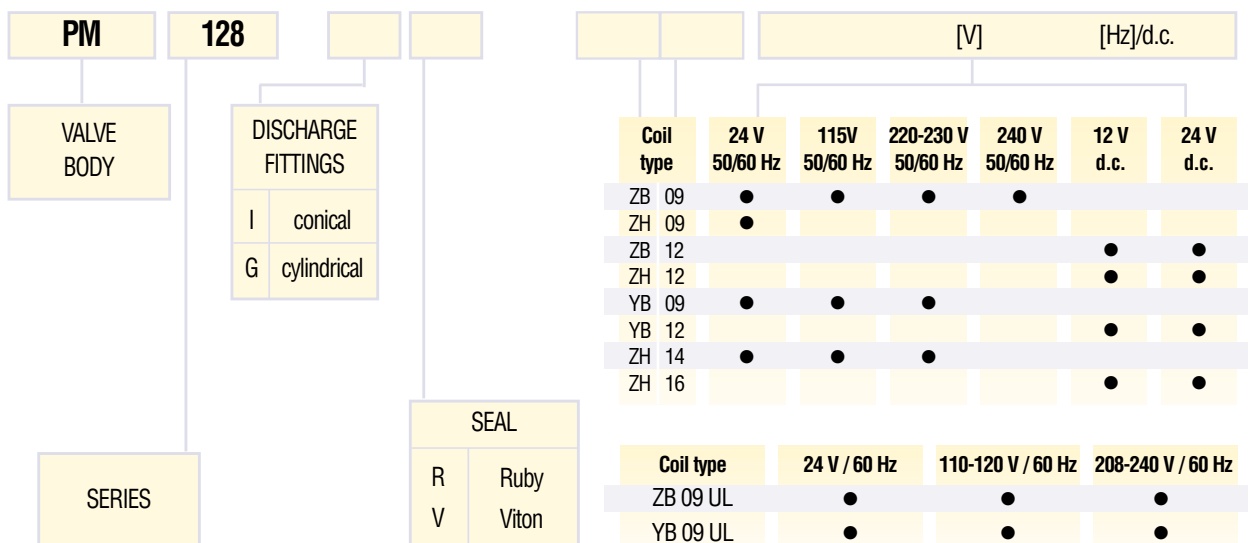 PM 128 [V] [Hz]/d.c.
VALVE
BODY
DISCHARGE
FITTINGS
I conical
G cylindrical
Coil
type
24 V
50/60 Hz
115V
50/60 Hz
220-230 V
50/60 Hz
240 V
50/60 Hz
12 V
d.c.
24 V
d.c.
ZB 09 ● ● ● ●
ZH 09 ●
ZB 12 ● ●
ZH 12 ● ●
YB 09 ● ● ●
YB 12 ● ●
ZH 14 ● ● ●
ZH 16 ● ●
SERIES
SEAL
R Ruby
V Viton
Coil type 24 V / 60 Hz 110-120 V / 60 Hz 208-240 V / 60 Hz
ZB 09 UL ● ● ●
YB 09 UL ● ● ●